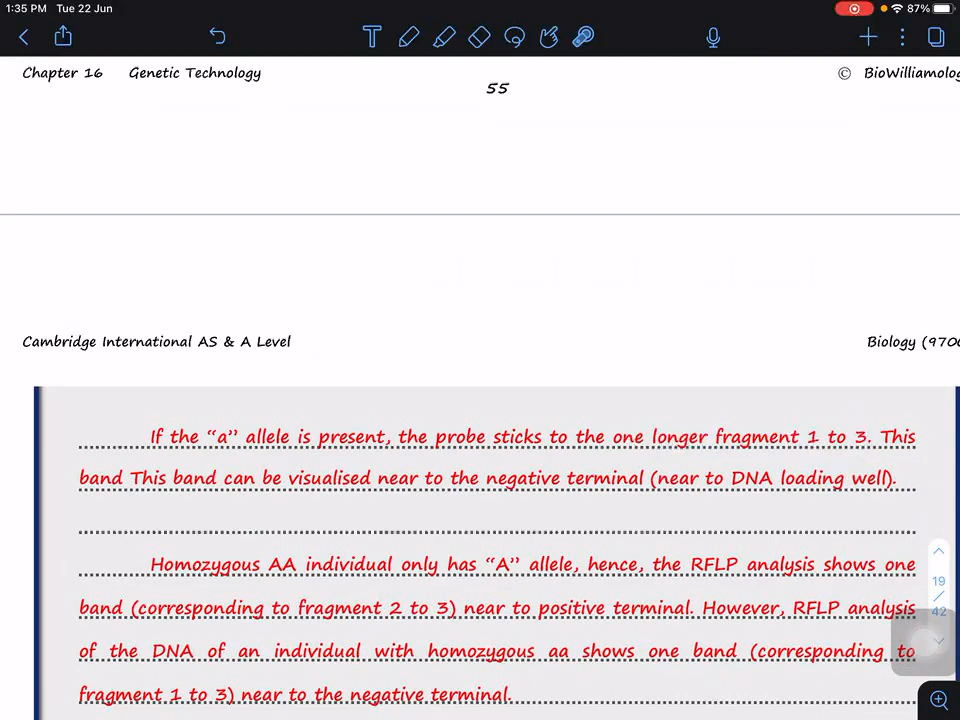 1:35 PM Tue 22 Jun 87%
Chapter 16 Genetic Technology © BioWilliamolog
55
Cambridge International AS & A Level Biology (970
If the "a" allele is present, the probe sticks to the one longer fragment 1 to 3. This
band This band can be visualised near to the negative terminal (near to DNA loading well).
Homozygous AA individual only has "A" allele, hence, the RFLP analysis shows one
band (corresponding to fragment 2 to 3) near to positive terminal. However, RFLP analysis
of the DNA of an individual with homozygous aa shows one band (corresponding to
fragment 1 to 3) near to the negative terminal.
19
/
42